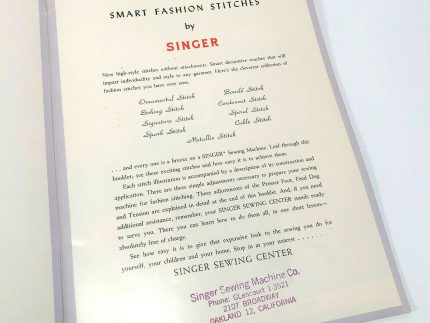 SMART FASHION STITCHES
by
SINGER
New high-style stitches without attachments. Smart decorative touches that will
impart individuality and style to any garment. Here's the cleverest collection of
fashion stitches you have ever seen.
Ornamental Stitch
Braid Stitch
Etching Stitch
Cordonnet Stitch
Signature Stitch
Spiral Stitch
Spark Stitch
Cable Stitch
Metallic Stitch
. . . and every one is a breeze on a SINGER* Sewing Machine. Leaf through this
booklet, see these exciting stitches and how easy it is to achieve them.
Each stitch illustration is accompanied by a description of its construction and
application. There are three simple adjustments necessary to prepare your sewing
machine for fashion stitching. These adjustments of the Presser Foot, Feed Dog
and Tension are explained in detail at the end of this booklet. And, if you need
additional assistance, remember, your SINGER SEWING CENTER stands ready
to serve you. There you can learn how to do them all, in one short lesson—
absolutely free of charge.
See how easy it is to give that expensive look to the sewing you do for
yourself, your children and your home. Stop in at your nearest . . . . . . .
SINGER SEWING CENTER
Singer Sewing Machine Co.
Phone: GLencourt 1-3521
2107 BROADWAY
OAKLAND 12, CALIFORNIA